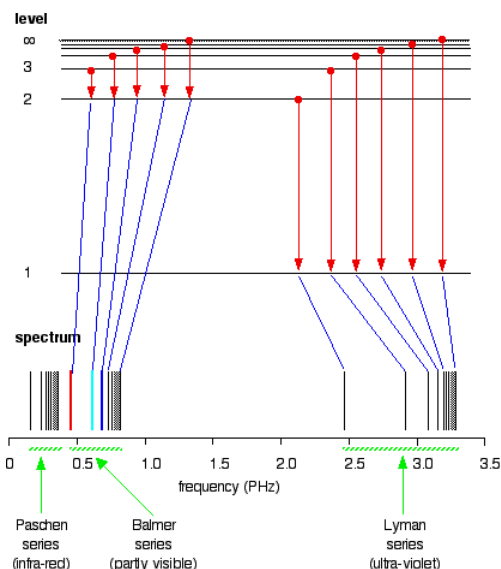 level
∞
3
2
1
spectrum
0 0.5 1.0 1.5 2.0 2.5 3.0 3.5
frequency (PHz)
Paschen
series
(infra-red)
Balmer
series
(partly visible)
Lyman
series
(ultra-violet)